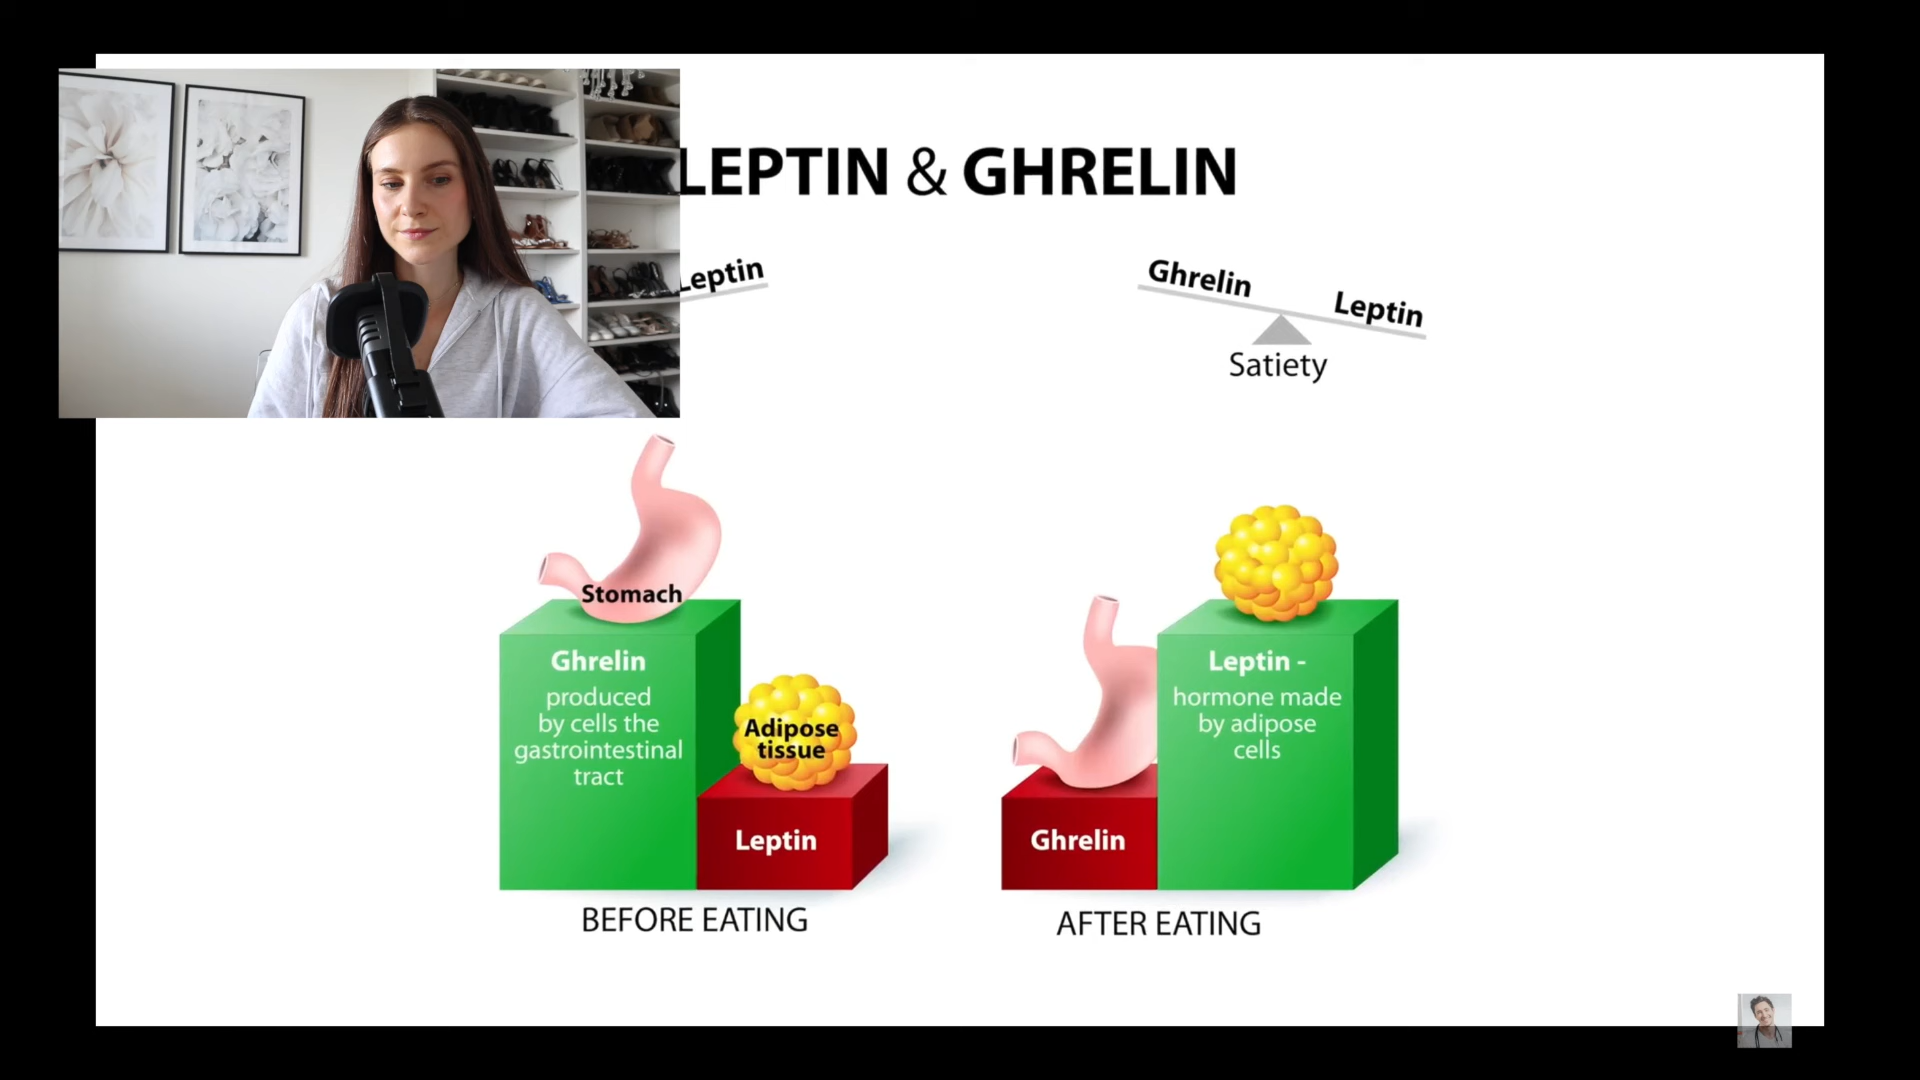 LEPTIN & GHRELIN
Leptin
Ghrelin
Leptin
Satiety
Stomach
Ghrelin
produced
by cells the
gastrointestinal
tract
Adipose
tissue
Leptin
BEFORE EATING
Leptin -
hormone made
by adipose
cells
Ghrelin
AFTER EATING